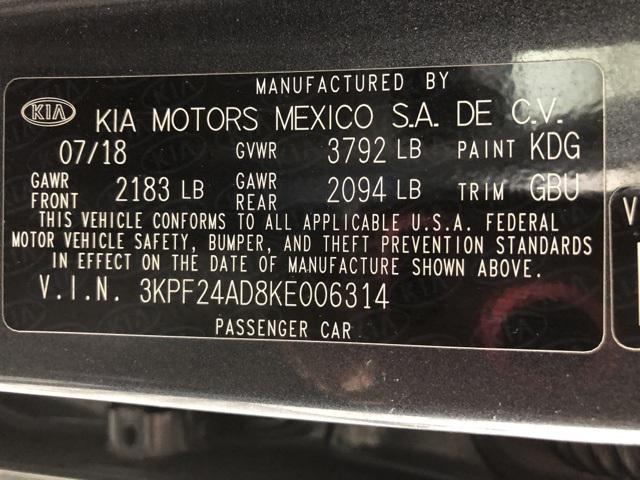 MANUFACTURED BY
KIA KIA MOTORS MEXICO S.A. DE C.V.
07/18 GVWR 3792 LB PAINT KDG
GAWR FRONT 2183 LB GAWR REAR 2094 LB TRIM GBU
THIS VEHICLE CONFORMS TO ALL APPLICABLE U.S.A. FEDERAL
MOTOR VEHICLE SAFETY, BUMPER, AND THEFT PREVENTION STANDARDS
IN EFFECT ON THE DATE OF MANUFACTURE SHOWN ABOVE.
V.I.N. 3KPF24AD8KE006314
PASSENGER CAR